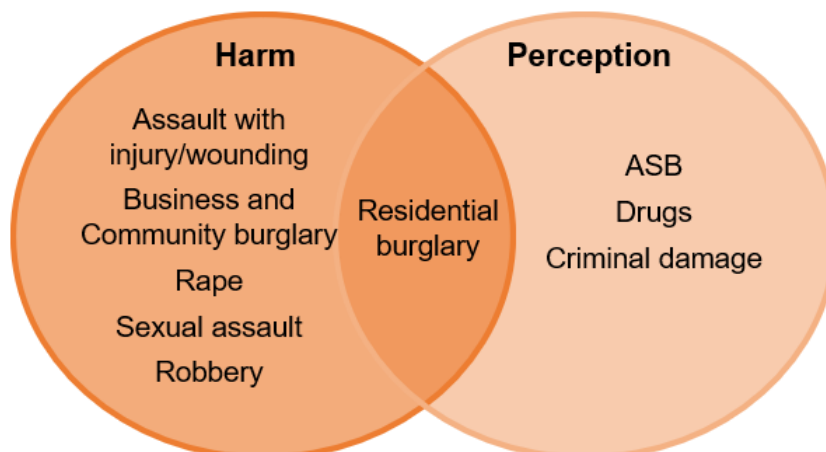 Harm
Assault with
injury/wounding
Business and
Community burglary
Rape
Sexual assault
Robbery
Residential
burglary
Perception
ASB
Drugs
Criminal damage